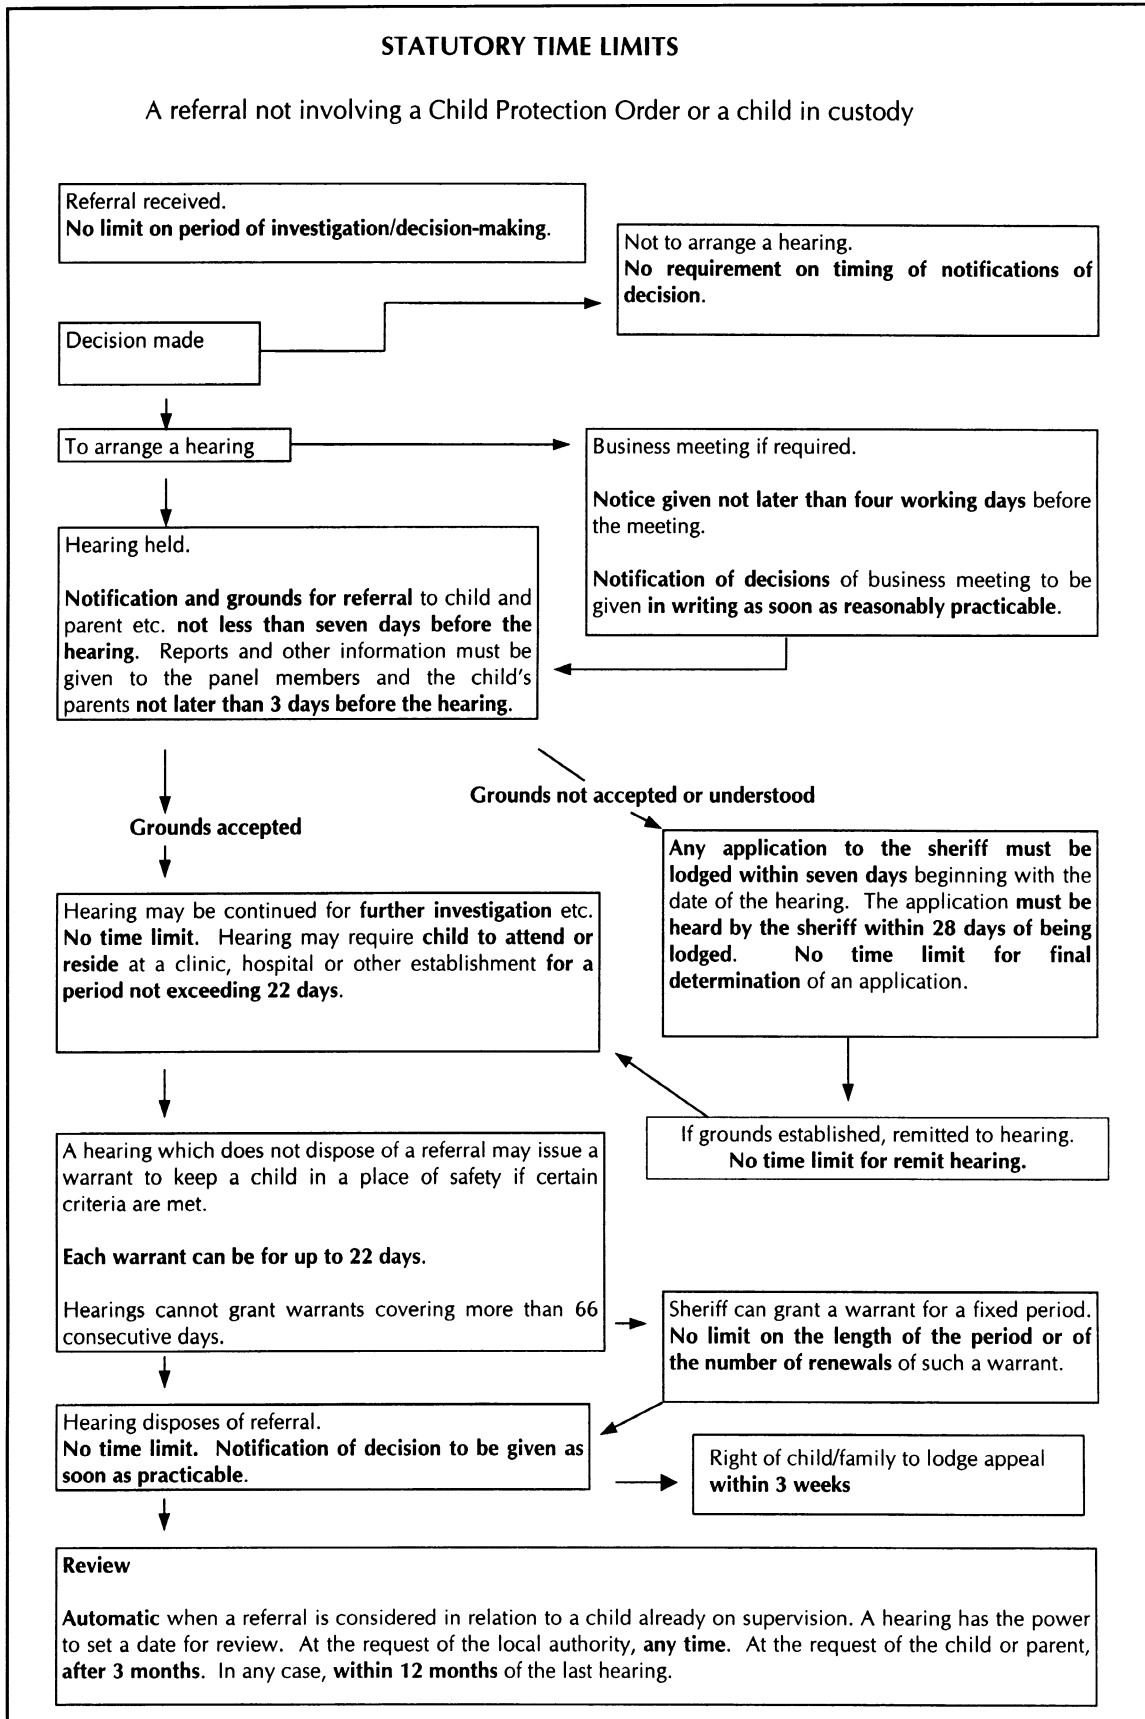 STATUTORY TIME LIMITS
A referral not involving a Child Protection Order or a child in custody
Referral received.
No limit on period of investigation/decision-making.
Not to arrange a hearing.
No requirement on timing of notifications of
decision.
Decision made
To arrange a hearing
Business meeting if required.
Notice given not later than four working days before
the meeting.
Notification of decisions of business meeting to be
given in writing as soon as reasonably practicable.
Hearing held.
Notification and grounds for referral to child and
parent etc. not less than seven days before the
hearing. Reports and other information must be
given to the panel members and the child's
parents not later than 3 days before the hearing.
Grounds not accepted or understood
Grounds accepted
Any application to the sheriff must be
lodged within seven days beginning with the
date of the hearing. The application must be
heard by the sheriff within 28 days of being
lodged. No time limit for final
determination of an application.
Hearing may be continued for further investigation etc.
No time limit. Hearing may require child to attend or
reside at a clinic, hospital or other establishment for a
period not exceeding 22 days.
If grounds established, remitted to hearing.
No time limit for remit hearing.
A hearing which does not dispose of a referral may issue a
warrant to keep a child in a place of safety if certain
criteria are met.
Each warrant can be for up to 22 days.
Hearings cannot grant warrants covering more than 66
consecutive days.
Sheriff can grant a warrant for a fixed period.
No limit on the length of the period or of
the number of renewals of such a warrant.
Hearing disposes of referral.
No time limit. Notification of decision to be given as
soon as practicable.
Right of child/family to lodge appeal
within 3 weeks
Review
Automatic when a referral is considered in relation to a child already on supervision. A hearing has the power
to set a date for review. At the request of the local authority, any time. At the request of the child or parent,
after 3 months. In any case, within 12 months of the last hearing.